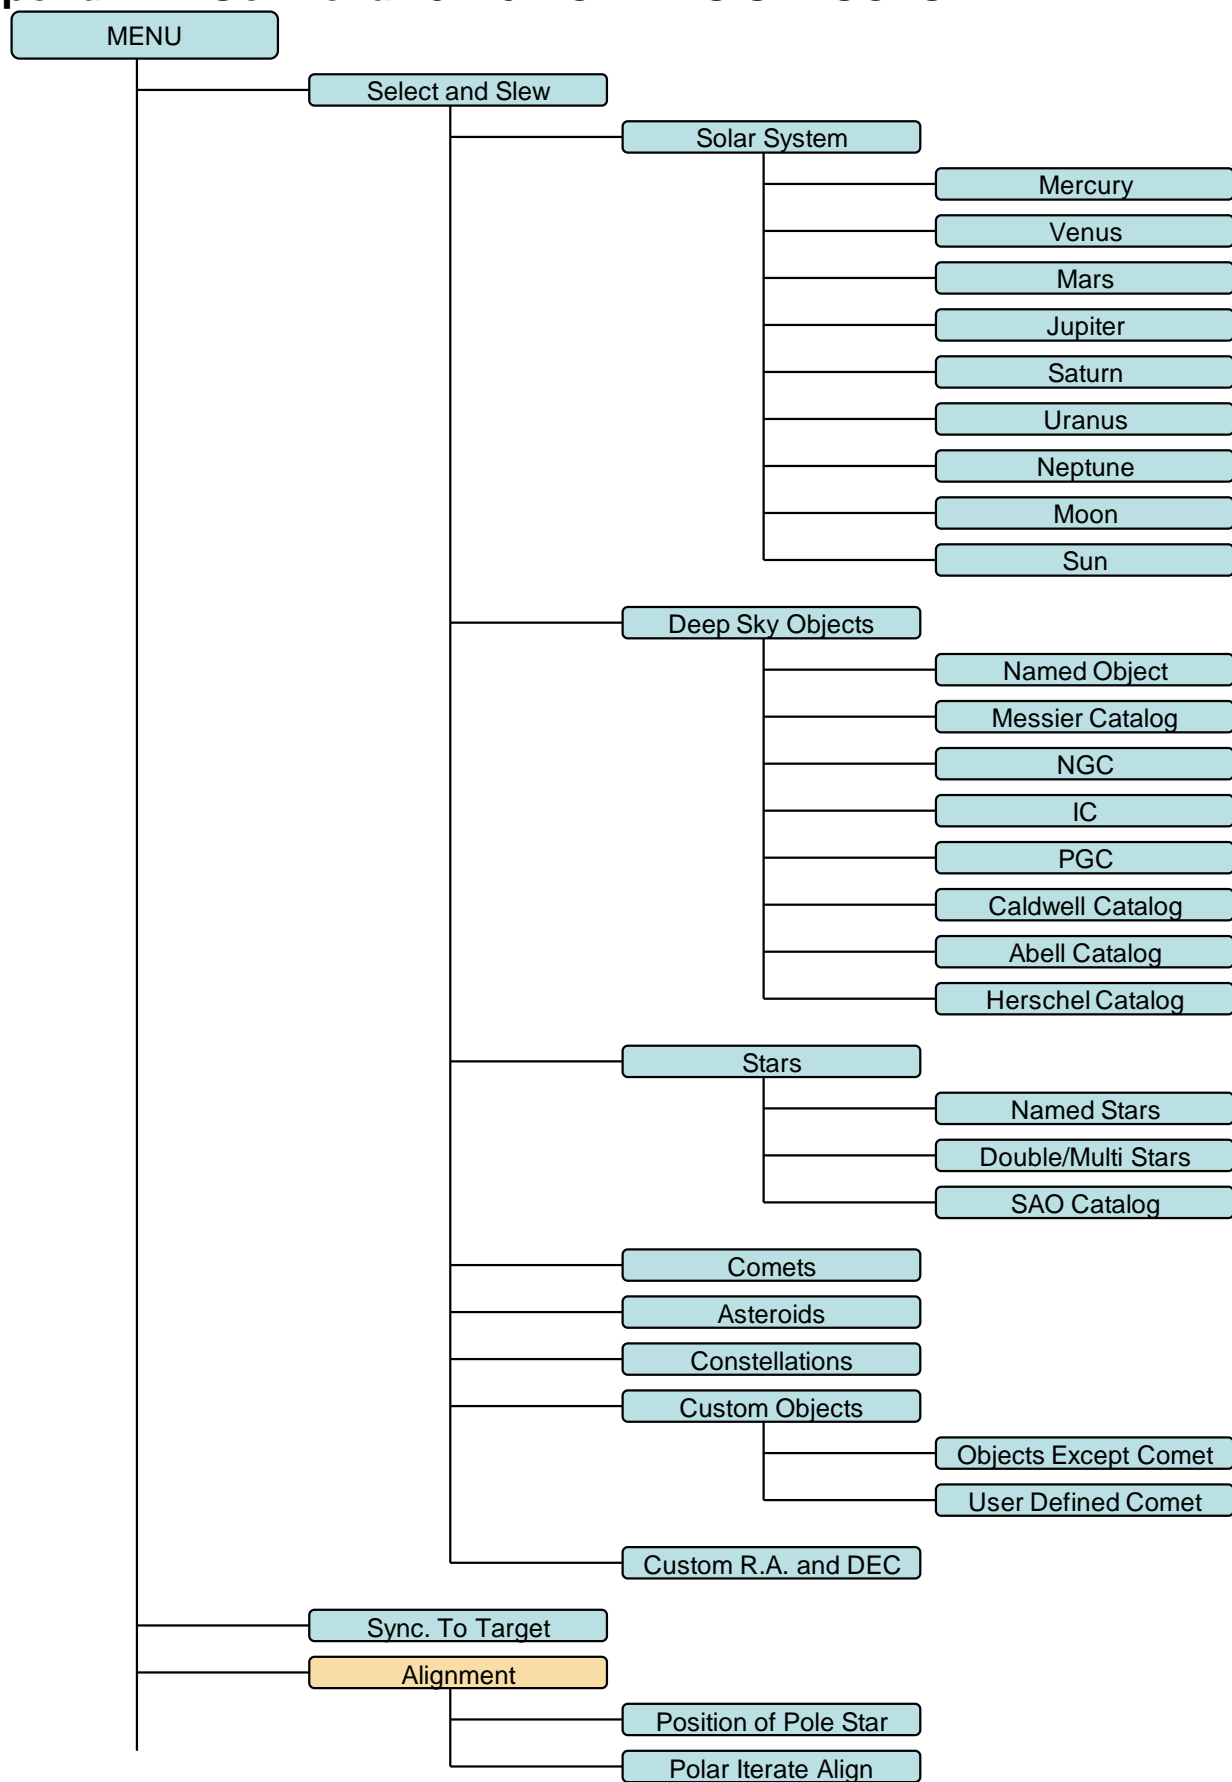 MENU
Select and Slew
Solar System
Mercury
Venus
Mars
Jupiter
Saturn
Uranus
Neptune
Moon
Sun
Deep Sky Objects
Named Object
Messier Catalog
NGC
IC
PGC
Caldwell Catalog
Abell Catalog
Herschel Catalog
Stars
Named Stars
Double/Multi Stars
SAO Catalog
Comets
Asteroids
Constellations
Custom Objects
Objects Except Comet
User Defined Comet
Custom R.A. and DEC
Sync. To Target
Alignment
Position of Pole Star
Polar Iterate Align